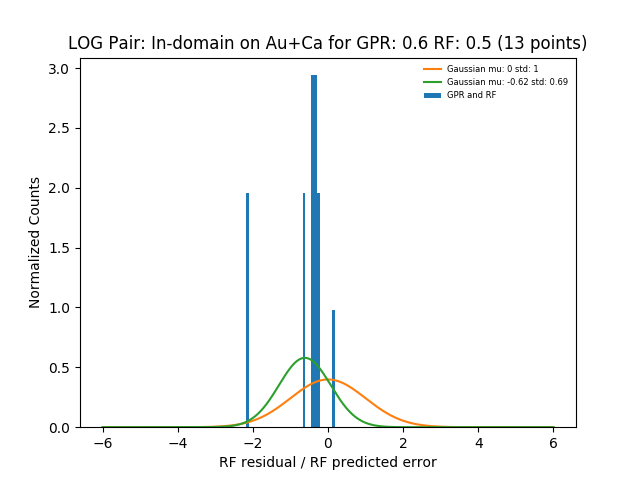 LOG Pair: In-domain on Au+Ca for GPR: 0.6 RF: 0.5 (13 points)
Gaussian mu: 0 std: 1
Gaussian mu: -0.62 std: 0.69
GPR and RF
Normalized Counts
3.0
2.5
2.0
1.5
1.0
0.5
0.0
−6 −4 −2 0 2 4 6
RF residual / RF predicted error